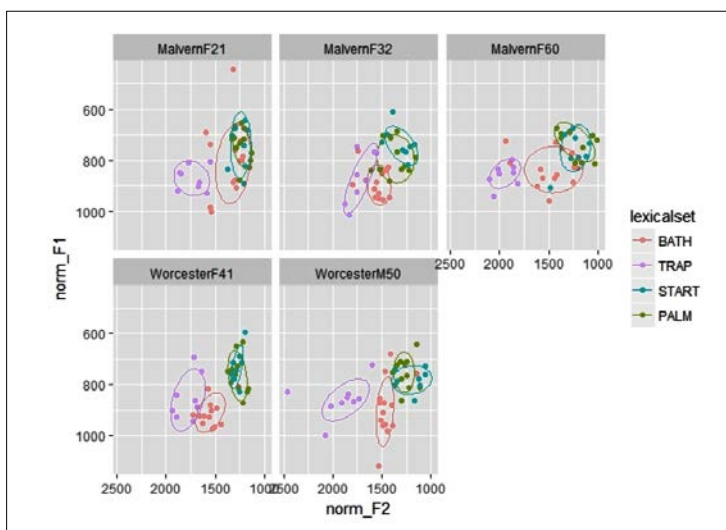 MalvernF21 MalvernF32 MalvernF60
600
800
1000
norm_F1
2500 2000 1500 1000
lexicalset
BATH
TRAP
START
PALM
WorcesterF41 WorcesterM50
600
800
1000
2500 2000 1500 1000 2500 2000 1500 1000
norm_F2